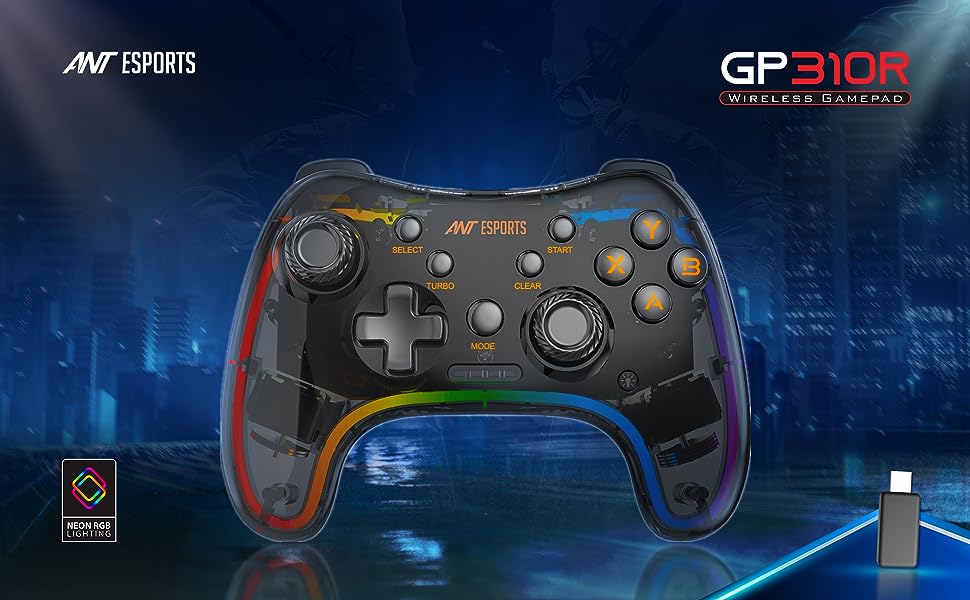 ANT ESPORTS
GP310R
WIRELESS GAMEPAD
ANT ESPORTS
SELECT
START
Y
TURBO
CLEAR
X
B
A
MODE
NEON RGB
LIGHTING